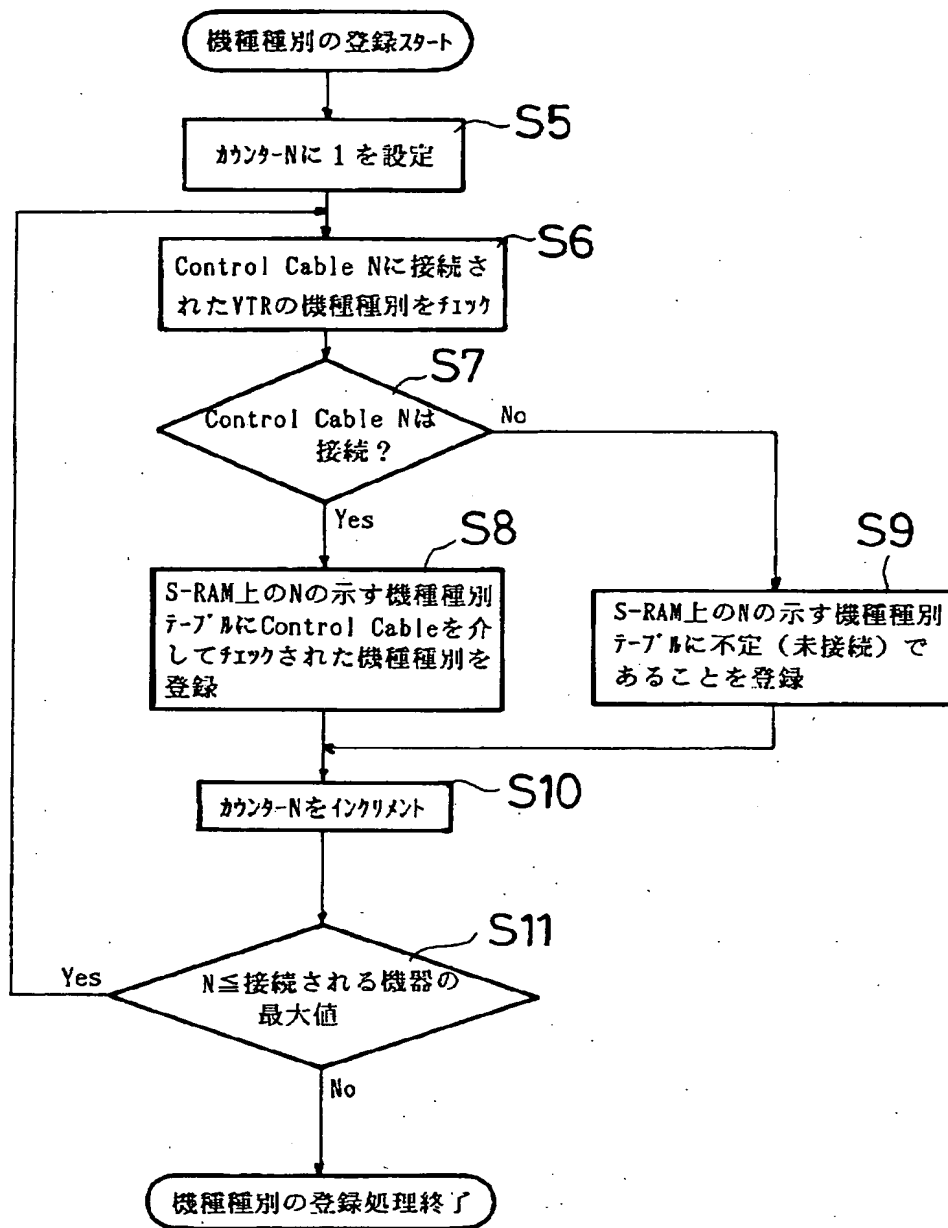 機種種別の登録スタート
S5
カウンターNに1を設定
S6
Control Cable Nに接続さ
れたVTRの機種種別をチェック
S7
Control Cable Nは
接続?
No
Yes
S8
S-RAM上のNの示す機種種別
テーブルにControl Cableを介
してチェックされた機種種別を
登録
S9
S-RAM上のNの示す機種種別
テーブルに不定(未接続)で
あることを登録
S10
カウンターNをインクリメント
S11
N≦接続される機器の
最大値
Yes
No
機種種別の登録処理終了